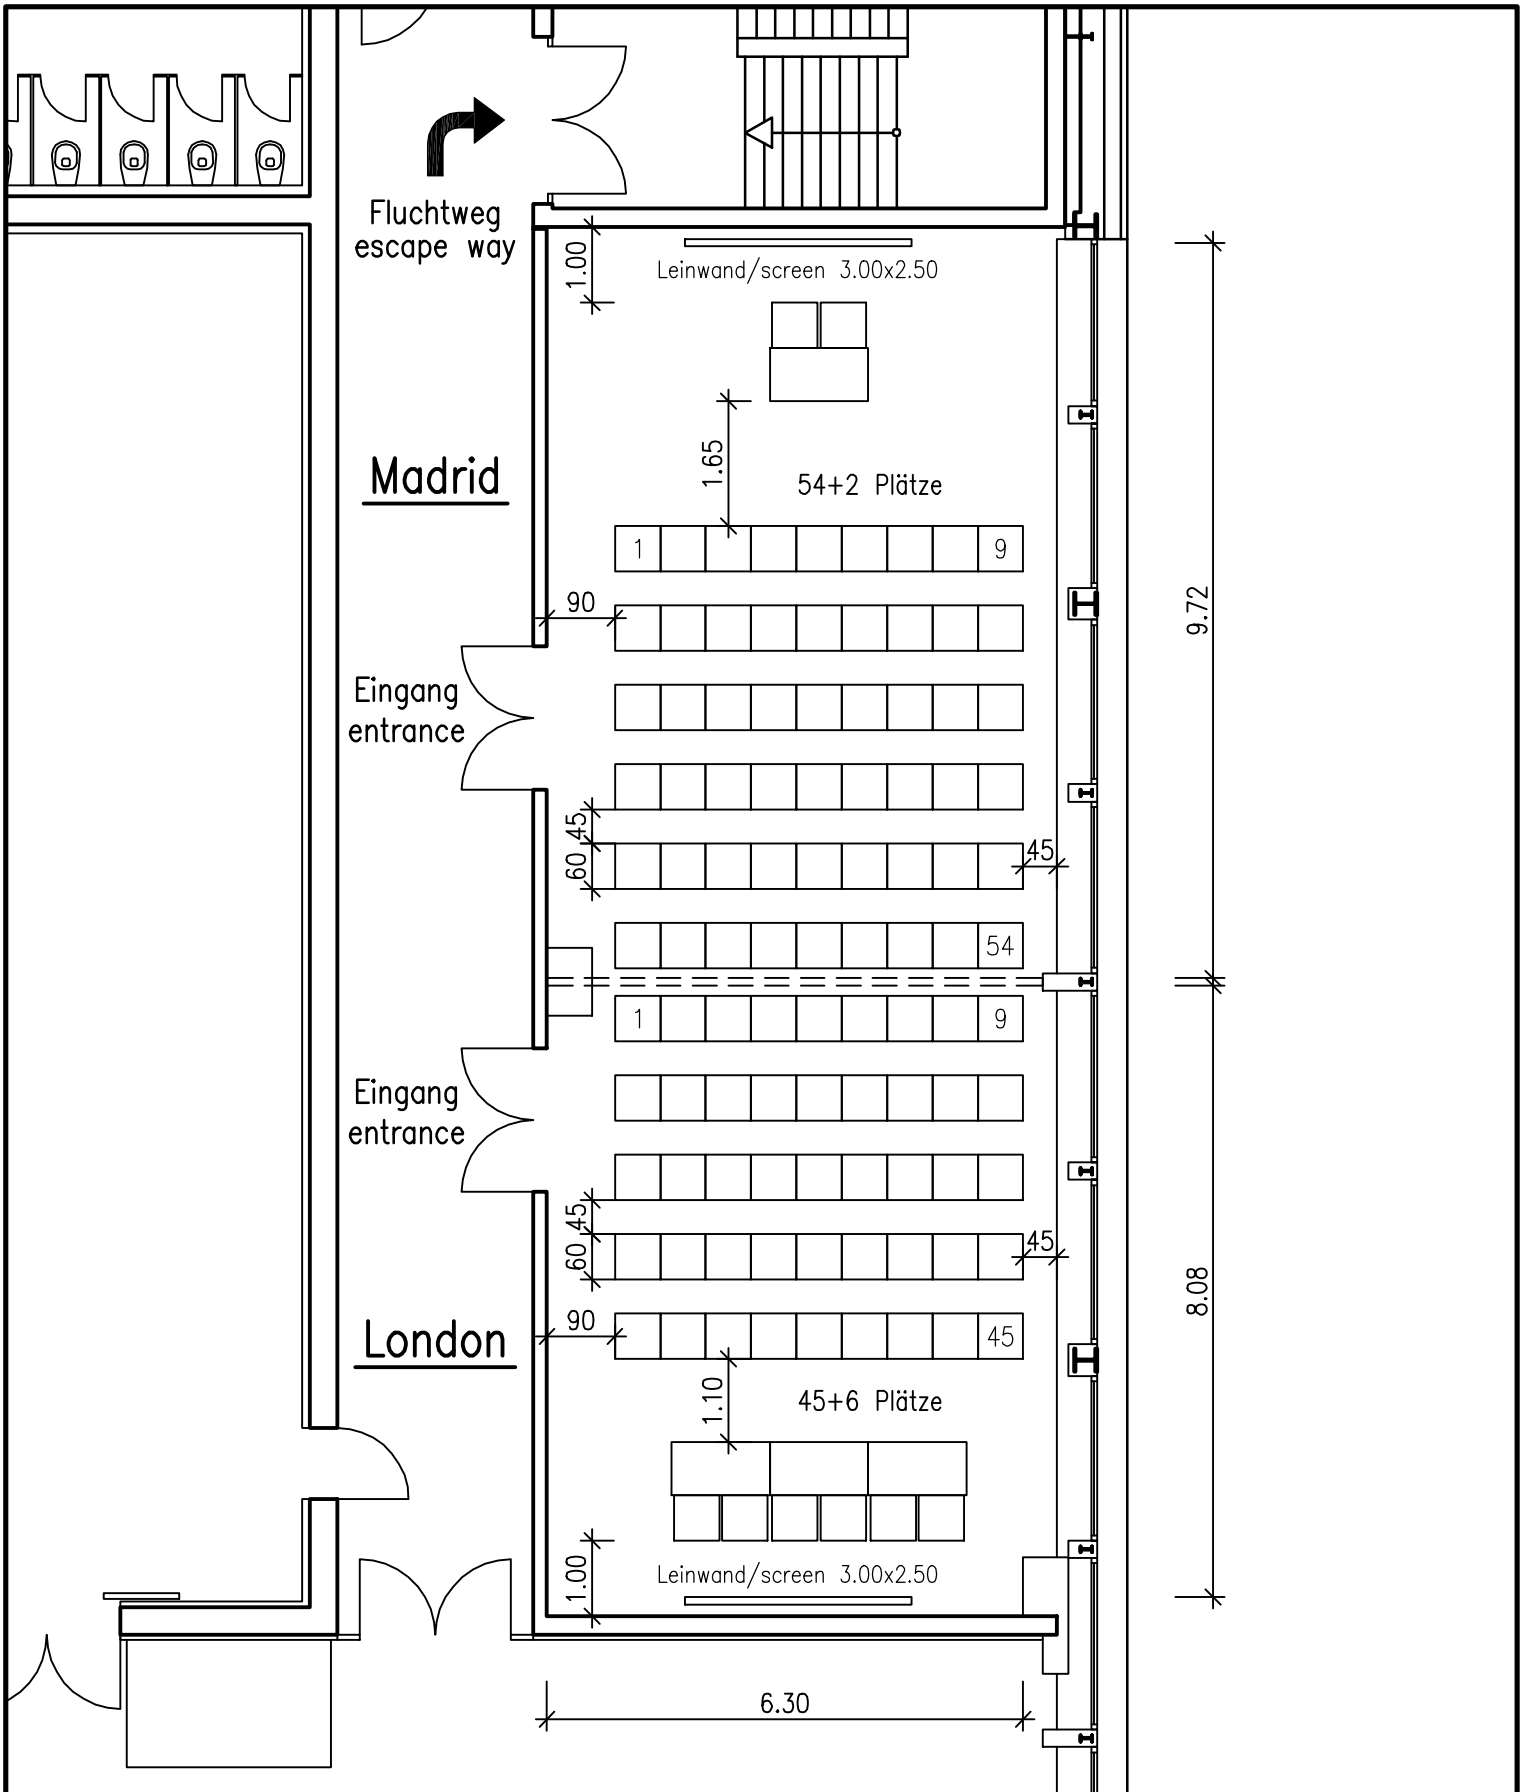 Fluchtweg
escape way
1.00
Leinwand/screen 3.00x2.50
Madrid
1.65
54+2 Plätze
1
9
90
9.72
Eingang
entrance
45
60
45
54
1
9
Eingang
entrance
45
60
45
8.08
90
London
45
1.10
45+6 Plätze
1.00
Leinwand/screen 3.00x2.50
6.30